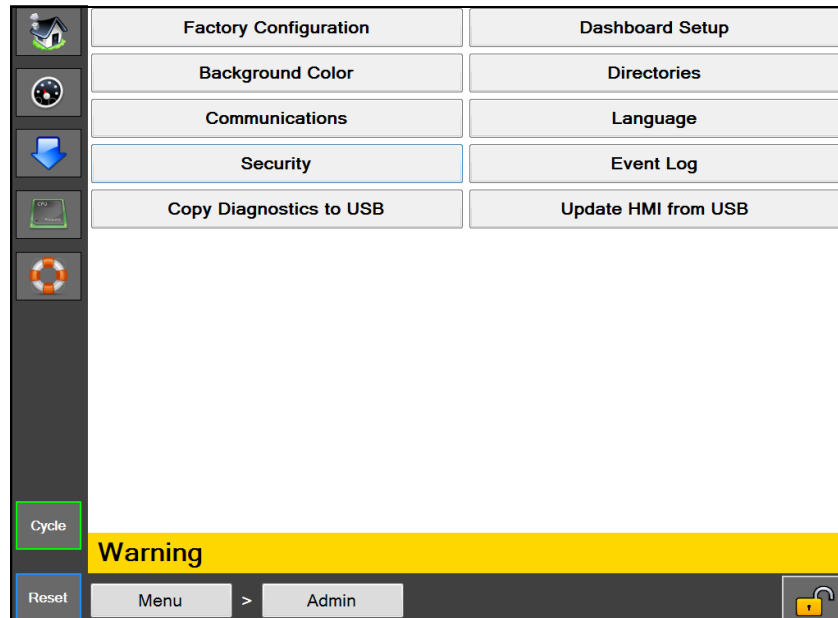 Factory Configuration
Dashboard Setup
Background Color
Directories
Communications
Language
Security
Event Log
Copy Diagnostics to USB
Update HMI from USB
CPU
Cycle
Warning
Reset
Menu
>
Admin